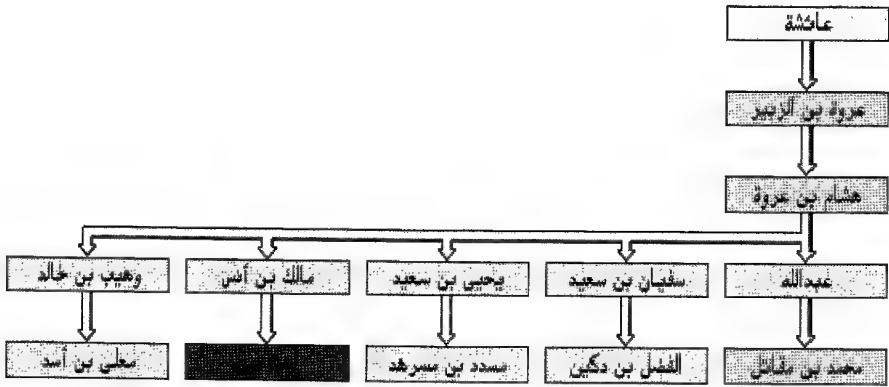 عائشة
عروة بن الزبير
هشام بن عروة
عبدالله
سفيان بن سعيد
يحيى بن سعيد
مالك بن أنس
وهيب بن خالد
محمد بن مقاتل
الفضل بن دكين
مسدد بن مسرهد
معلى بن أسد